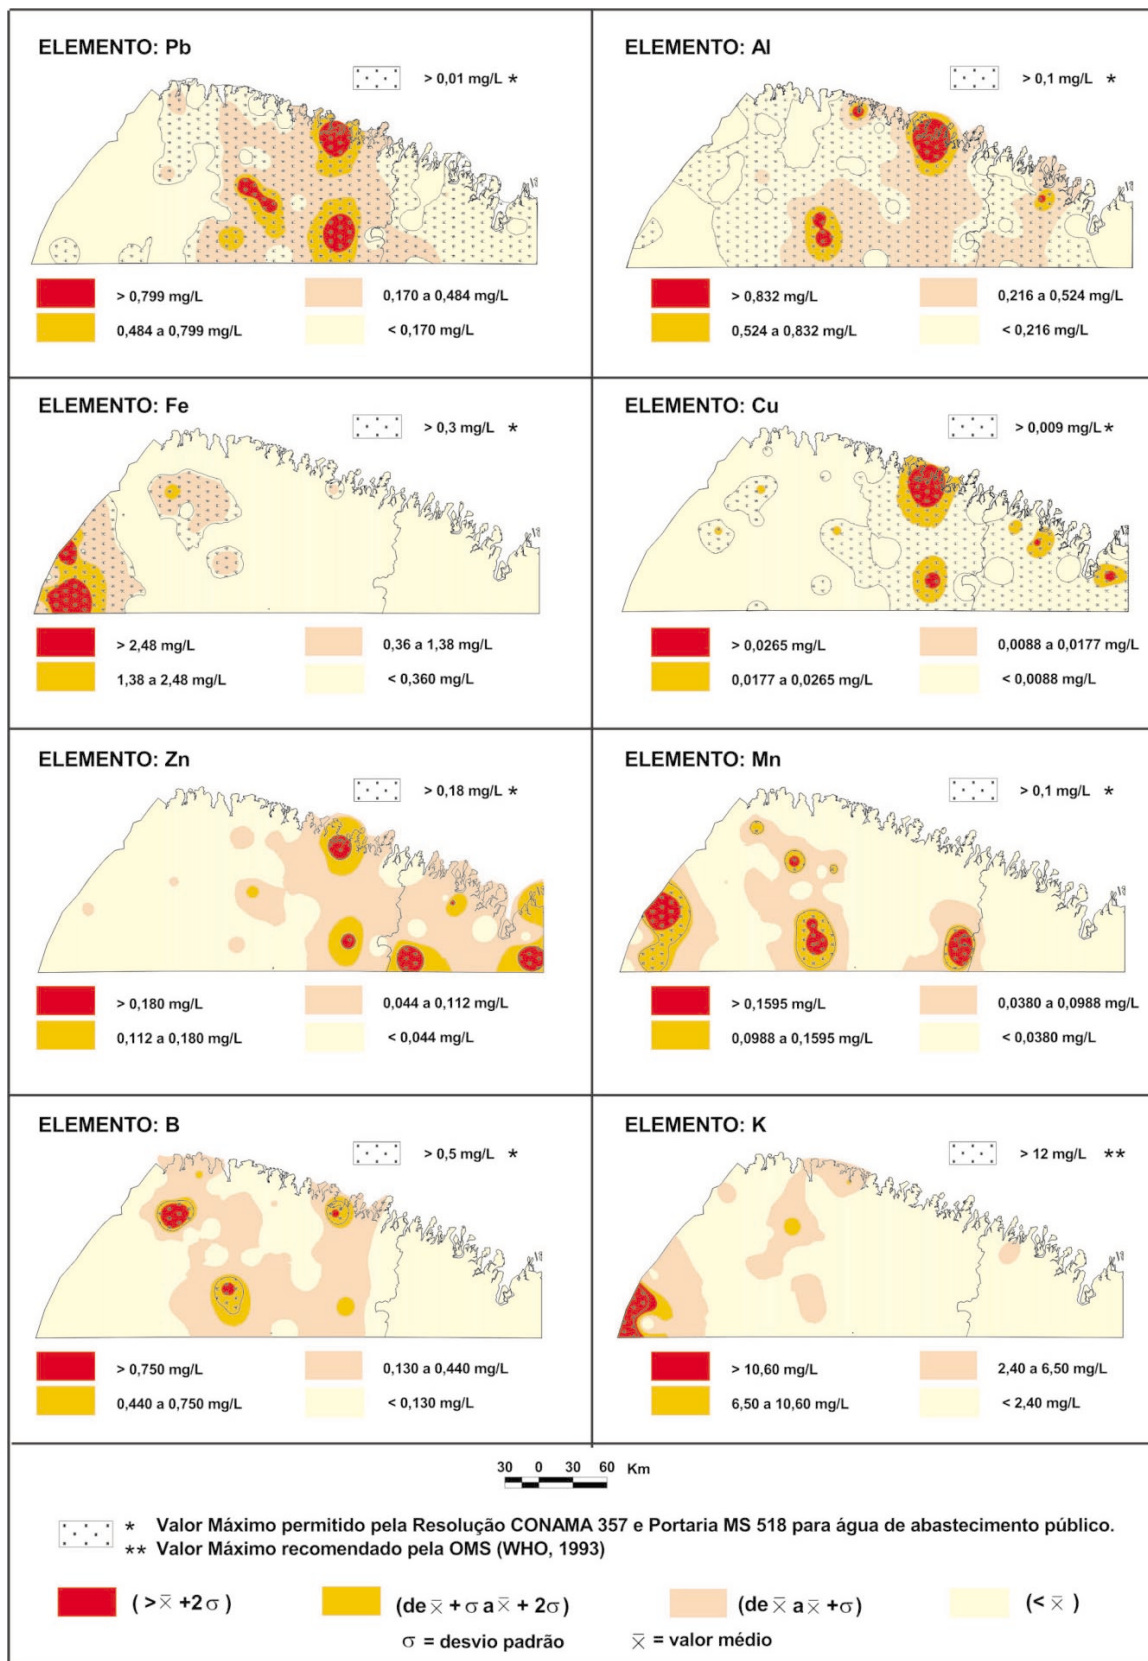 ELEMENTO: Pb
> 0,01 mg/L *
> 0,799 mg/L
0,170 a 0,484 mg/L
0,484 a 0,799 mg/L
< 0,170 mg/L
ELEMENTO: Al
> 0,1 mg/L *
> 0,832 mg/L
0,216 a 0,524 mg/L
0,524 a 0,832 mg/L
< 0,216 mg/L
ELEMENTO: Fe
> 0,3 mg/L *
> 2,48 mg/L
0,36 a 1,38 mg/L
1,38 a 2,48 mg/L
< 0,360 mg/L
ELEMENTO: Cu
> 0,009 mg/L *
> 0,0265 mg/L
0,0088 a 0,0177 mg/L
0,0177 a 0,0265 mg/L
< 0,0088 mg/L
ELEMENTO: Zn
> 0,18 mg/L *
> 0,180 mg/L
0,044 a 0,112 mg/L
0,112 a 0,180 mg/L
< 0,044 mg/L
ELEMENTO: Mn
> 0,1 mg/L *
> 0,1595 mg/L
0,0380 a 0,0988 mg/L
0,0988 a 0,1595 mg/L
< 0,0380 mg/L
ELEMENTO: B
> 0,5 mg/L *
> 0,750 mg/L
0,130 a 0,440 mg/L
0,440 a 0,750 mg/L
< 0,130 mg/L
ELEMENTO: K
> 12 mg/L **
> 10,60 mg/L
2,40 a 6,50 mg/L
6,50 a 10,60 mg/L
< 2,40 mg/L
30 0 30 60 Km
* Valor Máximo permitido pela Resolução CONAMA 357 e Portaria MS 518 para água de abastecimento público.
** Valor Máximo recomendado pela OMS (WHO, 1993)
( > x̄ + 2σ ) (de x̄ + σ a x̄ + 2σ) (de x̄ a x̄ + σ) (< x̄ )
σ = desvio padrão x̄ = valor médio